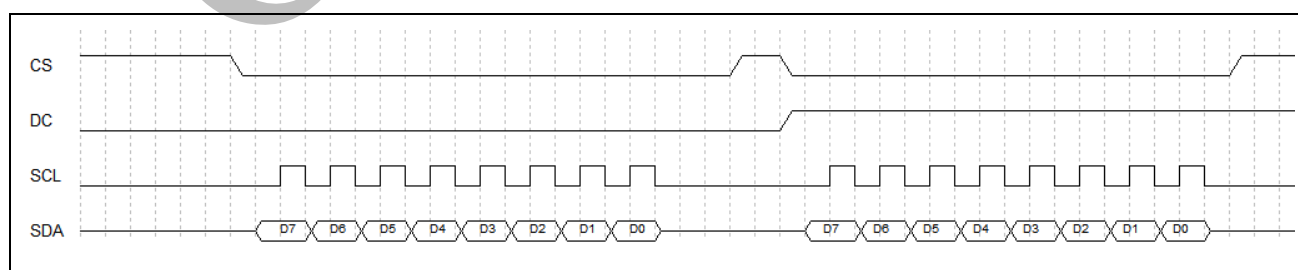 CS
DC
SCL
SDA D7 D6 D5 D4 D3 D2 D1 D0 D7 D6 D5 D4 D3 D2 D1 D0